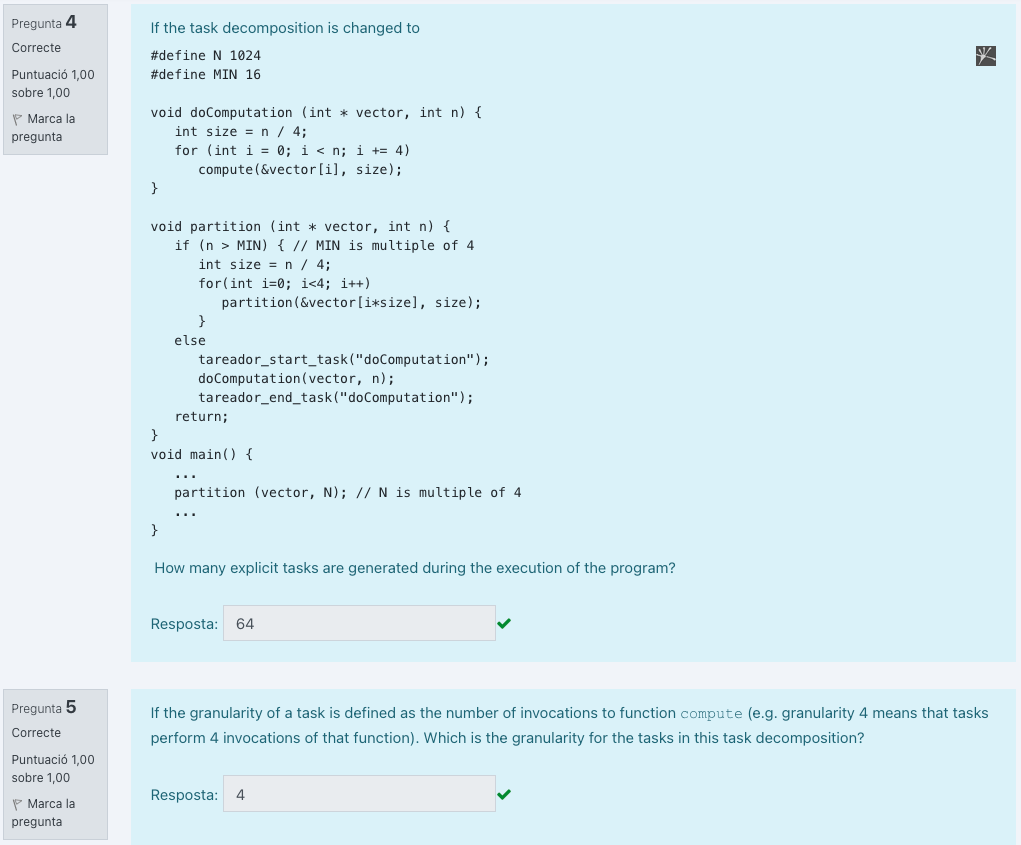 Pregunta 4
Correcte
Puntuació 1,00
sobre 1,00
Marca la
pregunta
If the task decomposition is changed to
#define N 1024
#define MIN 16
void doComputation (int * vector, int n) {
   int size = n / 4;
   for (int i = 0; i < n; i += 4)
      compute(&vector[i], size);
}
void partition (int * vector, int n) {
   if (n > MIN) { // MIN is multiple of 4
      int size = n / 4;
      for(int i=0; i<4; i++)
         partition(&vector[i*size], size);
      }
   else
      tareador_start_task("doComputation");
      doComputation(vector, n);
      tareador_end_task("doComputation");
   return;
}
void main() {
   ...
   partition (vector, N); // N is multiple of 4
   ...
}
How many explicit tasks are generated during the execution of the program?
Resposta: 64
Pregunta 5
Correcte
Puntuació 1,00
sobre 1,00
Marca la
pregunta
If the granularity of a task is defined as the number of invocations to function compute (e.g. granularity 4 means that tasks
perform 4 invocations of that function). Which is the granularity for the tasks in this task decomposition?
Resposta: 4